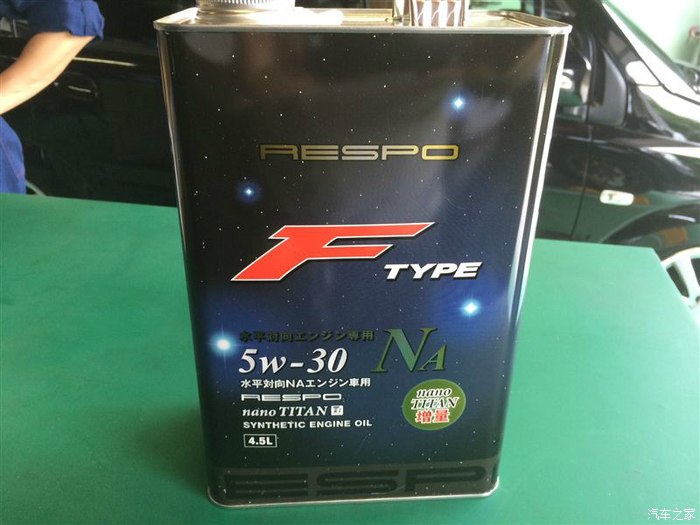 RESPO
F TYPE
水平対向エンジン専用
5W-30 NA
水平対向NAエンジン車用
RESPO
nano TITAN Ti
SYNTHETIC ENGINE OIL
4.5L
nano
TITAN
増量
ESP
汽车之家